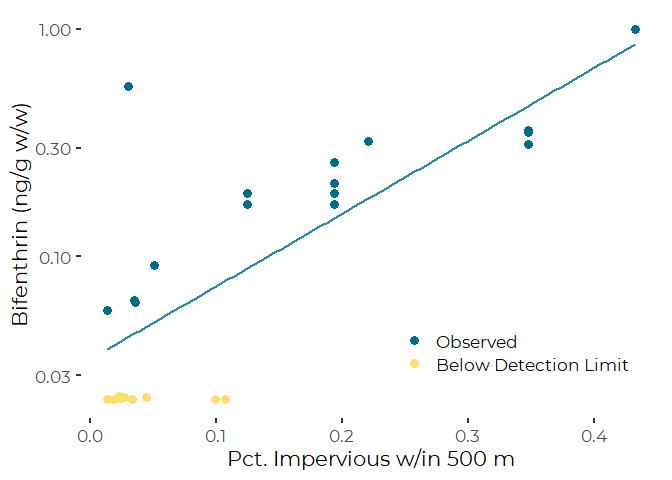 1.00
0.30
0.10
0.03
Bifenthrin (ng/g w/w)
Observed
Below Detection Limit
0.0 0.1 0.2 0.3 0.4
Pct. Impervious w/in 500 m